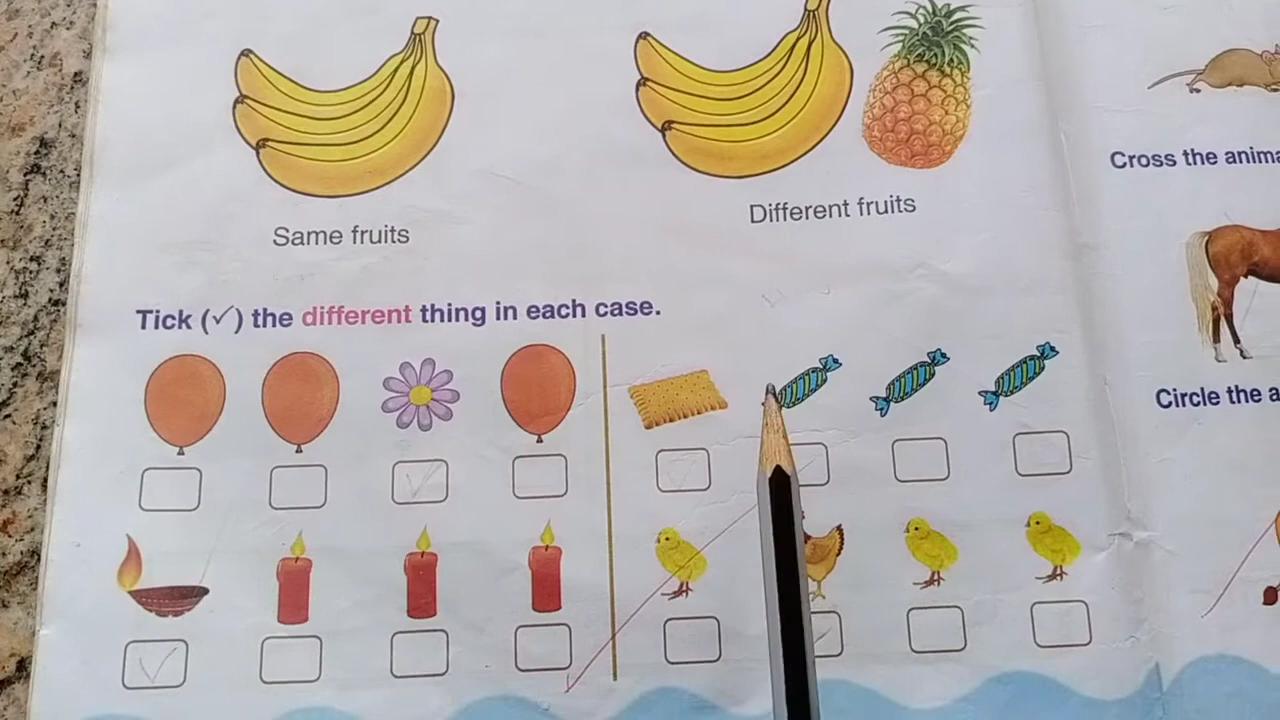 Same fruits
Different fruits
Tick (✓) the different thing in each case.
Cross the anima
Circle the a